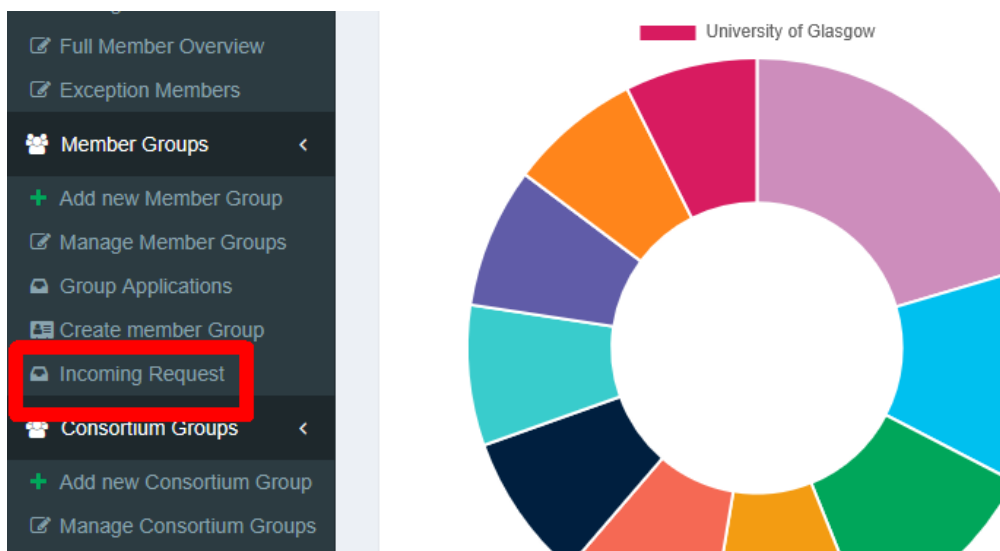 Full Member Overview
Exception Members
Member Groups
Add new Member Group
Manage Member Groups
Group Applications
Create member Group
Incoming Request
Consortium Groups
Add new Consortium Group
Manage Consortium Groups
University of Glasgow